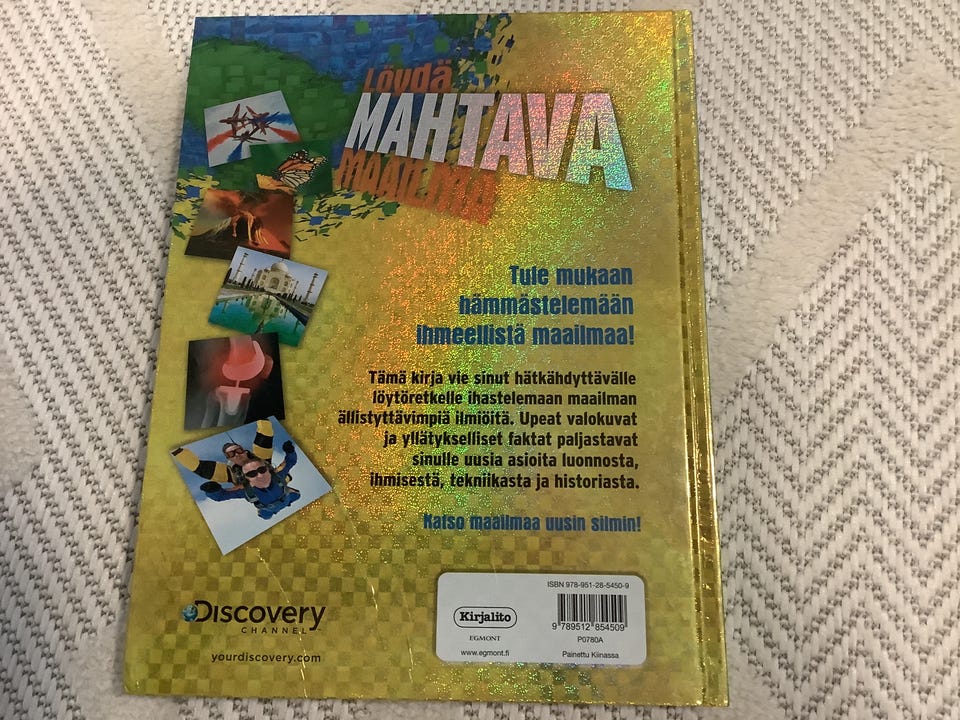 Löydä
MAHTAVA
MAAILMA
Tule mukaan
hämmästelemään
ihmeellistä maailmaa!
Tämä kirja vie sinut hätkähdyttävälle
löytöretkelle ihastelemaan maailman
ällistyttävimpiä ilmiöitä. Upeat valokuvat
ja yllätykselliset faktat paljastavat
sinulle uusia asioita luonnosta,
ihmisestä, tekniikasta ja historiasta.
Katso maailmaa uusin silmin!
DISCOVERY
CHANNEL™
yourdiscovery.com
Kirjalito
EGMONT
www.egmont.fi
ISBN 978-951-28-5450-9
9 789512 854509
P0780A
Painettu Kiinassa